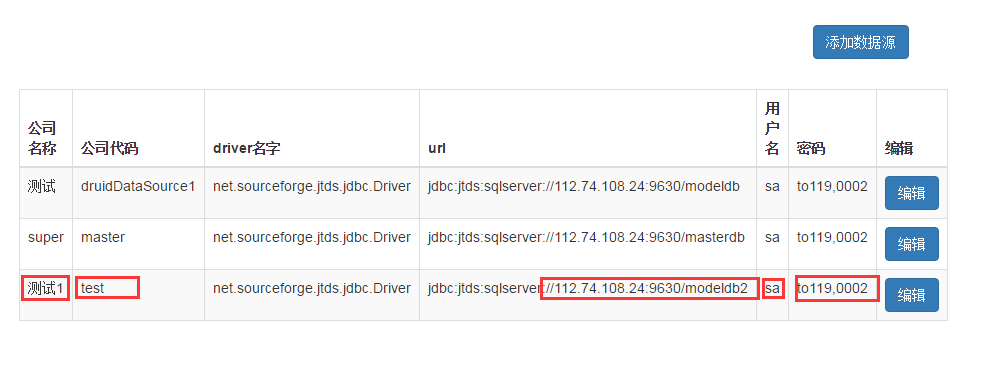 添加数据源
公司名称 公司代码 driver名字 url 用户名 密码 编辑
测试 druidDataSource1 net.sourceforge.jtds.jdbc.Driver jdbc:jtds:sqlserver://112.74.108.24:9630/modeldb sa to119,0002 编辑
super master net.sourceforge.jtds.jdbc.Driver jdbc:jtds:sqlserver://112.74.108.24:9630/masterdb sa to119,0002 编辑
测试1 test net.sourceforge.jtds.jdbc.Driver jdbc:jtds:sqlserver://112.74.108.24:9630/modeldb2 sa to119,0002 编辑